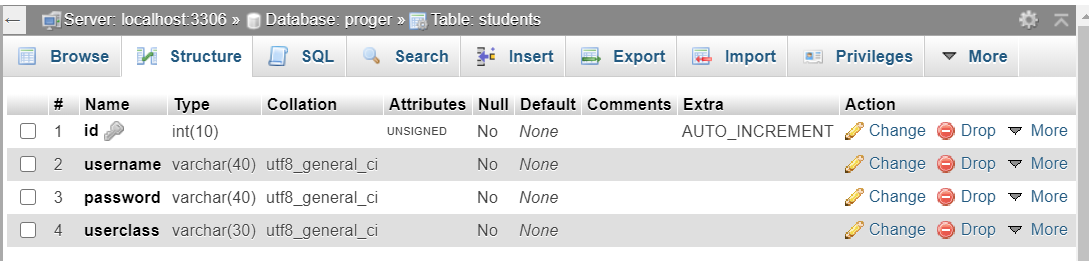 Server: localhost:3306 » Database: proger » Table: students
Browse Structure SQL Search Insert Export Import Privileges More
# Name Type Collation Attributes Null Default Comments Extra Action
1 id int(10) UNSIGNED No None AUTO_INCREMENT Change Drop More
2 username varchar(40) utf8_general_ci No None Change Drop More
3 password varchar(40) utf8_general_ci No None Change Drop More
4 userclass varchar(30) utf8_general_ci No None Change Drop More